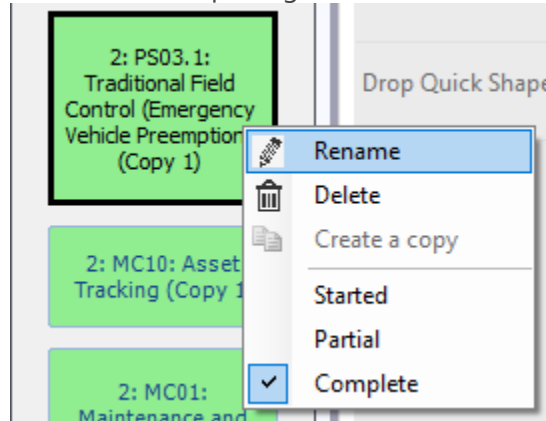 2: PS03.1:
Traditional Field
Control (Emergency
Vehicle Preemption
(Copy 1)
Drop Quick Shape
Rename
Delete
Create a copy
Started
Partial
Complete
2: MC10: Asset
Tracking (Copy 1
2: MC01:
Maintenance and